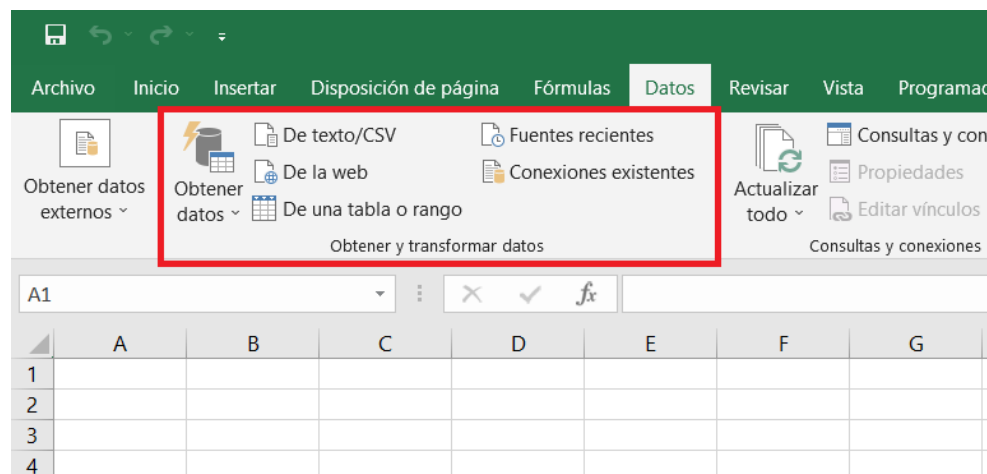 Archivo Inicio Insertar Disposición de página Fórmulas Datos Revisar Vista
De texto/CSV Fuentes recientes Consultas y con
De la web Conexiones existentes Propiedades
Obtener datos externos
Obtener datos
De una tabla o rango
Actualizar todo
Editar vínculos
Obtener y transformar datos Consultas y conexiones
A1 fx
A B C D E F G
1
2
3
4